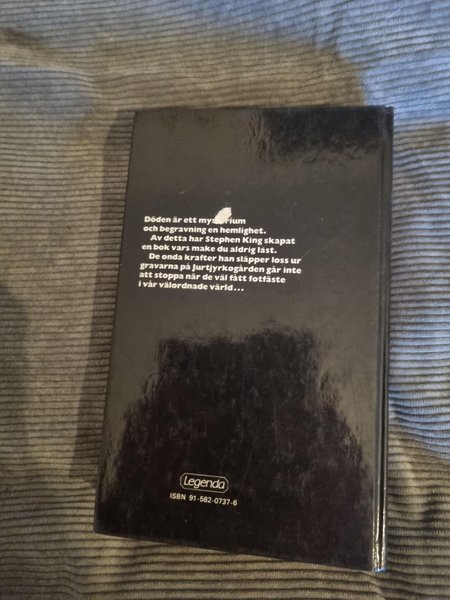 Döden är ett mysterium
och begravning en hemlighet.
Av detta har Stephen King skapat
en bok vars make du aldrig läst.
De onda krafter han släpper loss ur
gravarna på Jurtjyrkogården går inte
att stoppa när de väl fått fotfäste
i vår välordnade värld...
Legenda
ISBN 91-582-0737-6